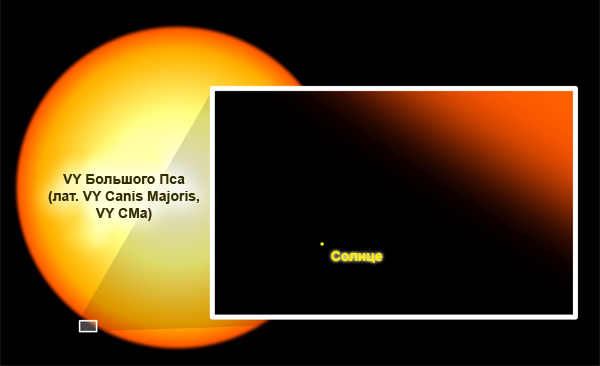 VY Большого Пса
(лат. VY Canis Majoris,
VY CMa)
Солнце